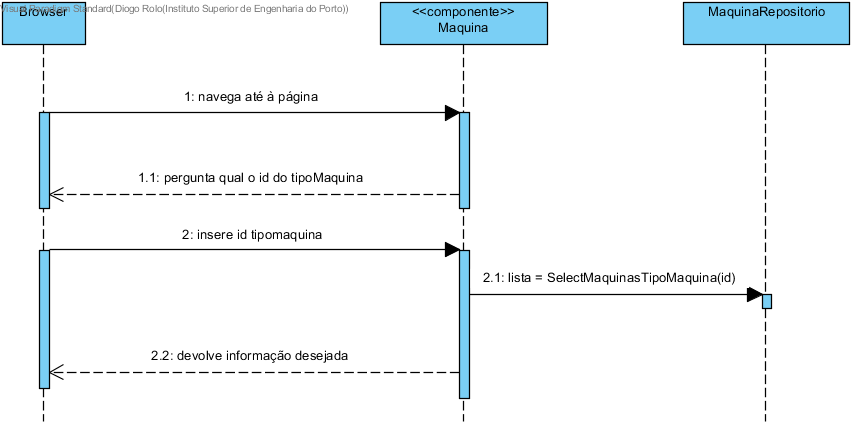 Visual Paradigm Standard(Diogo Rolo(Instituto Superior de Engenharia do Porto))
Browser
<<componente>>
Maquina
MaquinaRepositorio
1: navega até à página
1.1: pergunta qual o id do tipoMaquina
2: insere id tipomaquina
2.1: lista = SelectMaquinasTipoMaquina(id)
2.2: devolve informação desejada